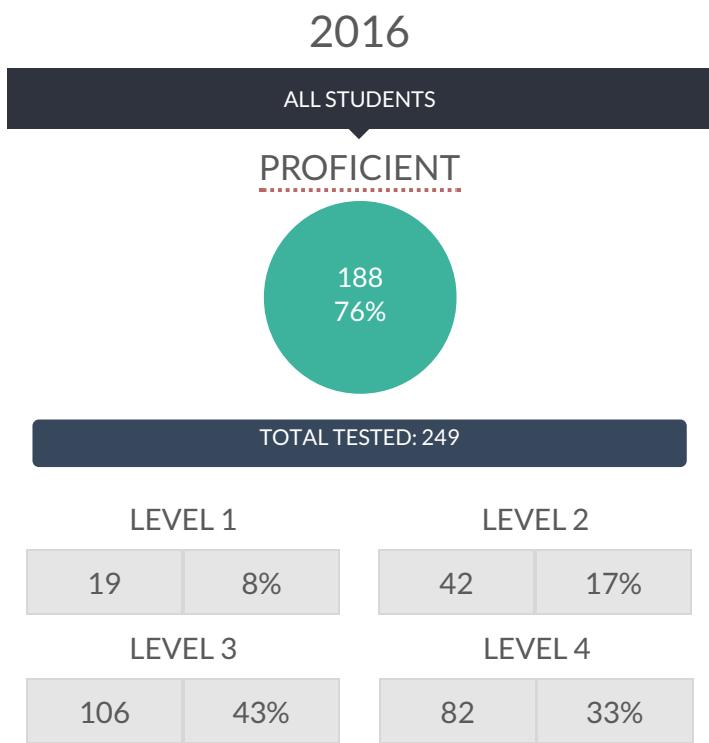 2016
ALL STUDENTS
PROFICIENT
188
76%
TOTAL TESTED: 249
LEVEL 1
19 8%
LEVEL 2
42 17%
LEVEL 3
106 43%
LEVEL 4
82 33%